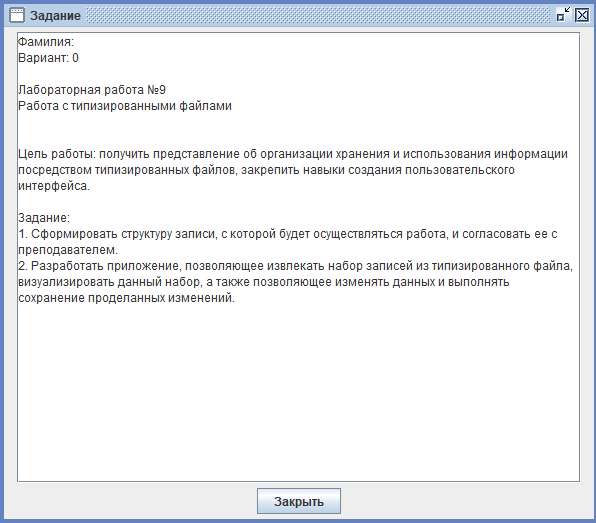 Задание
Фамилия:
Вариант: 0
Лабораторная работа №9
Работа с типизированными файлами
Цель работы: получить представление об организации хранения и использования информации
посредством типизированных файлов, закрепить навыки создания пользовательского
интерфейса.
Задание:
1. Сформировать структуру записи, с которой будет осуществляться работа, и согласовать ее с
преподавателем.
2. Разработать приложение, позволяющее извлекать набор записей из типизированного файла,
визуализировать данный набор, а также позволяющее изменять данных и выполнять
сохранение проделанных изменений.
Закрыть